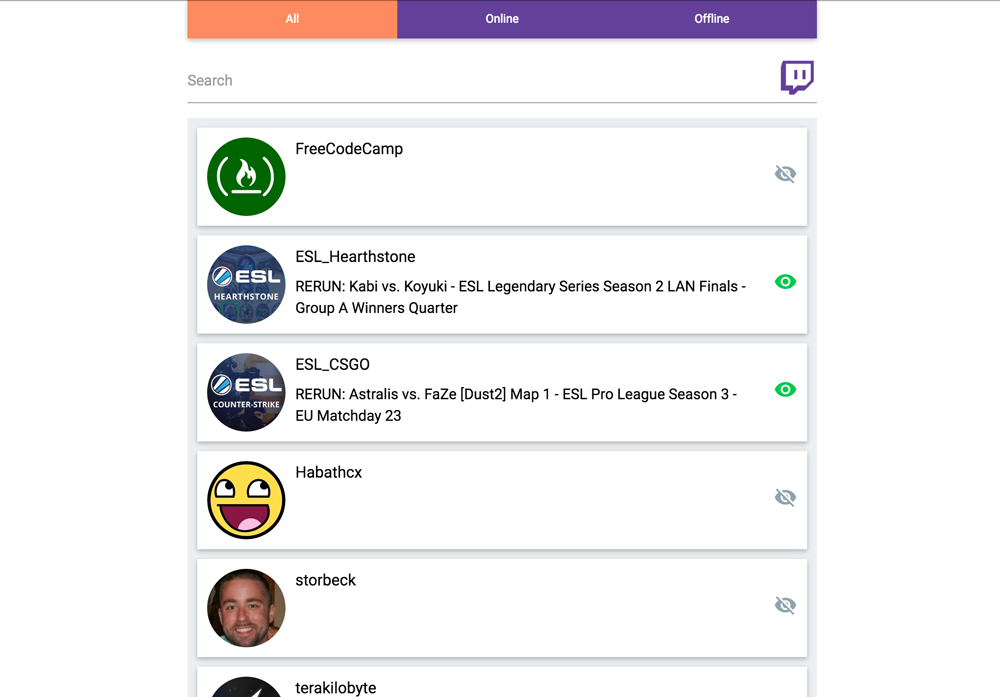 All
Online
Offline
Search
FreeCodeCamp
ESL_Hearthstone
ESL
HEARTHSTONE
RERUN: Kabi vs. Koyuki - ESL Legendary Series Season 2 LAN Finals -
Group A Winners Quarter
ESL_CSGO
ESL
COUNTER-STRIKE
RERUN: Astralis vs. FaZe [Dust2] Map 1 - ESL Pro League Season 3 -
EU Matchday 23
Habathcx
storbeck
terakilobyte